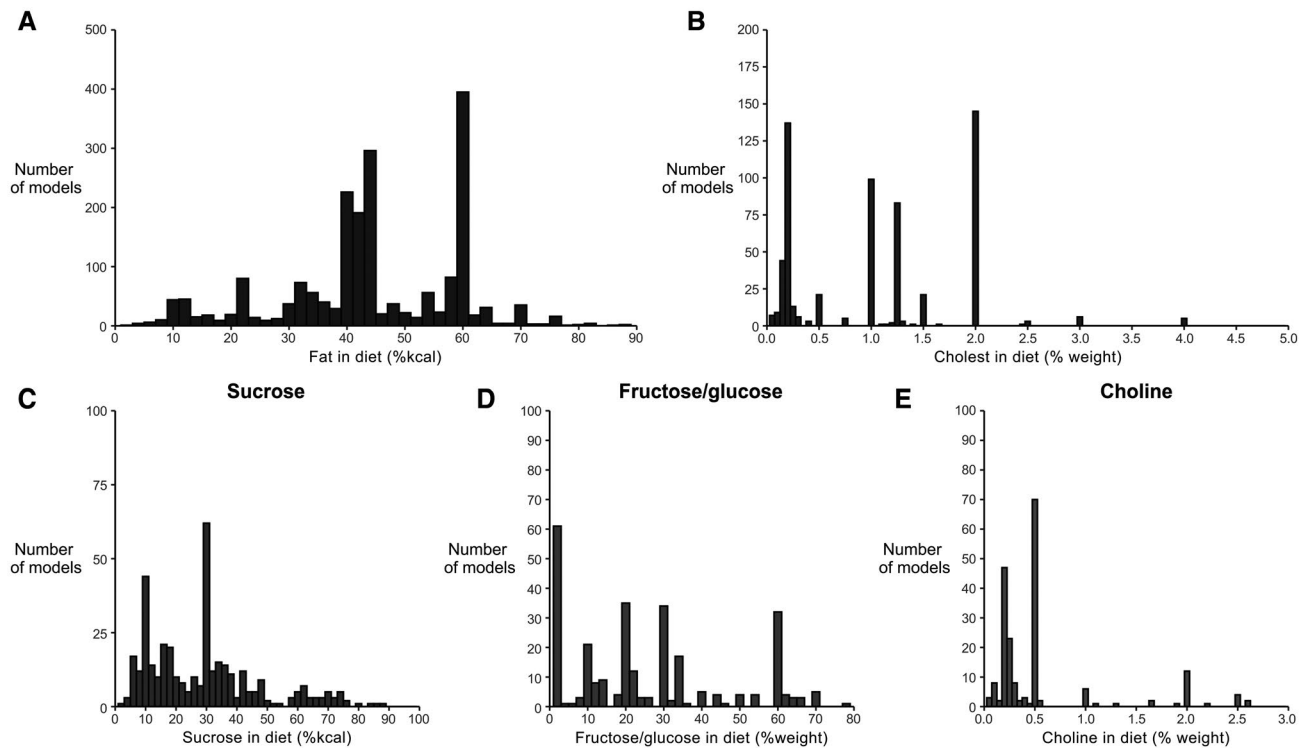 A
500
400
300
200
100
0
Number
of models
0 10 20 30 40 50 60 70 80 90
Fat in diet (%kcal)
B
200
175
150
125
100
75
50
25
0
Number
of models
0.0 0.5 1.0 1.5 2.0 2.5 3.0 3.5 4.0 4.5 5.0
Cholest in diet (% weight)
C
Sucrose
100
75
50
25
0
Number
of models
0 10 20 30 40 50 60 70 80 90 100
Sucrose in diet (%kcal)
D
Fructose/glucose
100
90
80
70
60
50
40
30
20
10
0
Number
of models
0 10 20 30 40 50 60 70 80
Fructose/glucose in diet (%weight)
E
Choline
100
90
80
70
60
50
40
30
20
10
0
Number
of models
0.0 0.5 1.0 1.5 2.0 2.5 3.0
Choline in diet (% weight)